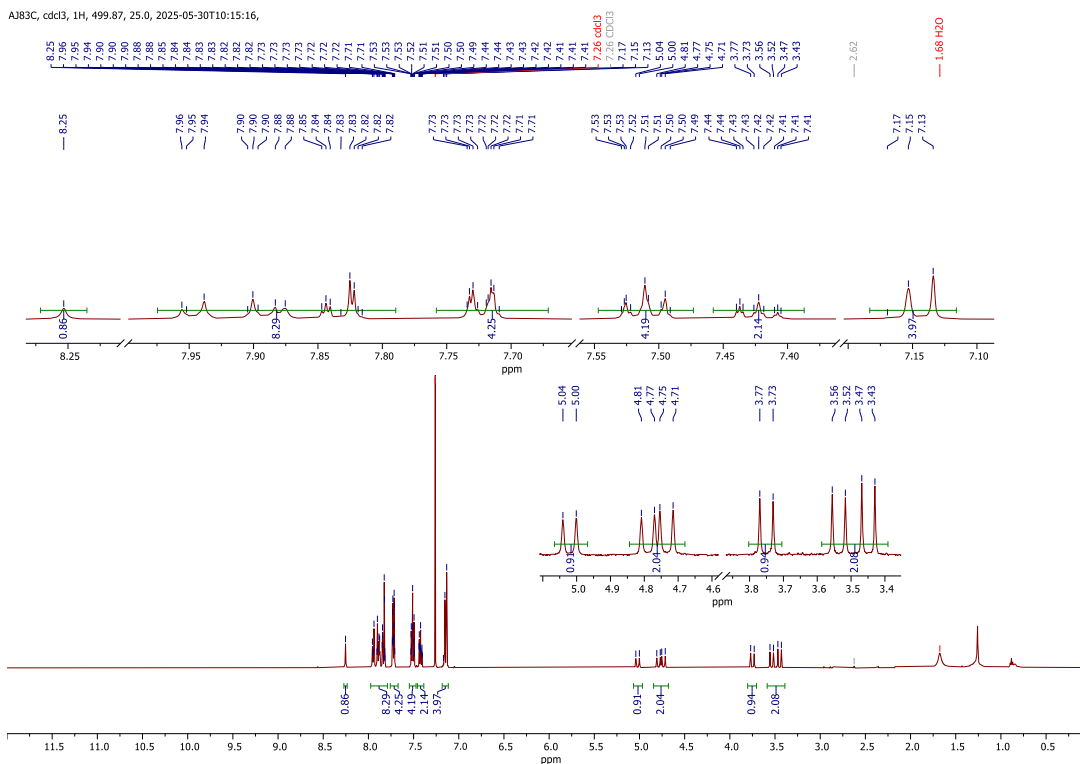 AJ83C, cdcl3, 1H, 499.87, 25.0, 2025-05-30T10:15:16,
8.25 7.96 7.95 7.94 7.90 7.90 7.90 7.88 7.88 7.85 7.84 7.84 7.83 7.83 7.82 7.82 7.82 7.73 7.73 7.73 7.73 7.72 7.72 7.72 7.71 7.71 7.53 7.53 7.53 7.52 7.51 7.51 7.50 7.50 7.49 7.44 7.44 7.43 7.43 7.42 7.42 7.41 7.41 7.41 7.26 cdcl3 7.26 CDCl3 7.17 7.15 7.13 5.04 5.00 4.81 4.77 4.75 4.71 3.77 3.73 3.56 3.52 3.47 3.43 2.62 1.68 H2O
8.25 7.96 7.95 7.94 7.90 7.90 7.90 7.88 7.88 7.85 7.84 7.84 7.83 7.83 7.82 7.82 7.82 7.73 7.73 7.73 7.73 7.72 7.72 7.72 7.71 7.71 7.53 7.53 7.53 7.52 7.51 7.51 7.50 7.50 7.49 7.44 7.44 7.43 7.43 7.42 7.42 7.41 7.41 7.41 7.17 7.15 7.13
0.86 8.29 4.25 4.19 2.14 3.97
8.25 7.95 7.90 7.85 7.80 7.75 7.70 7.55 7.50 7.45 7.40 7.15 7.10
ppm
5.04 5.00 4.81 4.77 4.75 4.71 3.77 3.73 3.56 3.52 3.47 3.43
0.91 2.04 0.94 2.08
5.0 4.9 4.8 4.7 4.6 3.8 3.7 3.6 3.5 3.4
ppm
0.86 8.29 4.25 4.19 2.14 3.97 0.91 2.04 0.94 2.08
11.5 11.0 10.5 10.0 9.5 9.0 8.5 8.0 7.5 7.0 6.5 6.0 5.5 5.0 4.5 4.0 3.5 3.0 2.5 2.0 1.5 1.0 0.5
ppm